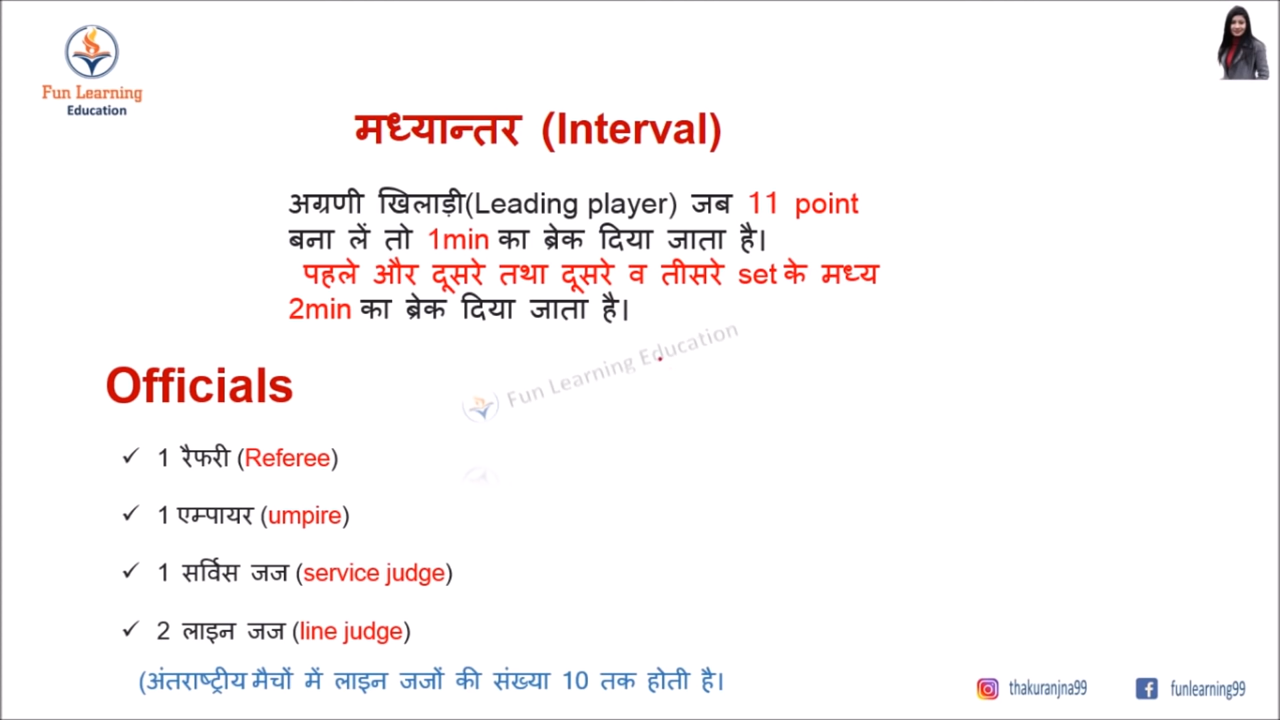 Fun Learning
Education
मध्यान्तर (Interval)
अग्रणी खिलाड़ी(Leading player) जब 11 point
बना लें तो 1min का ब्रेक दिया जाता है।
पहले और दूसरे तथा दूसरे व तीसरे set के मध्य
2min का ब्रेक दिया जाता है।
Fun Learning Education
Officials
✓ 1 रैफरी (Referee)
✓ 1 एम्पायर (umpire)
✓ 1 सर्विस जज (service judge)
✓ 2 लाइन जज (line judge)
(अंतराष्ट्रीय मैचों में लाइन जजों की संख्या 10 तक होती है।
thakuranjna99 funlearning99